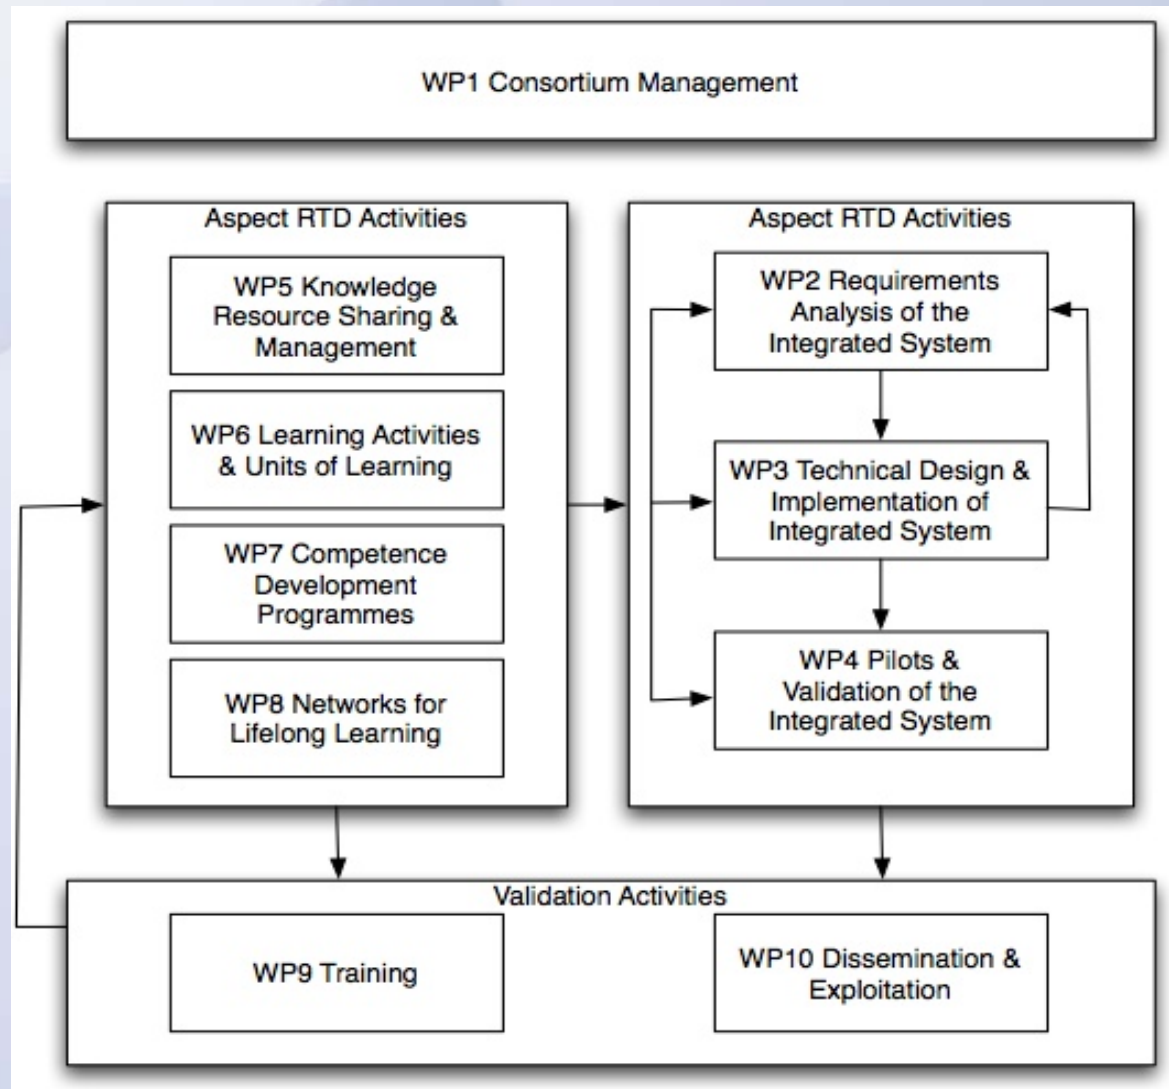 WP1 Consortium Management
Aspect RTD Activities
WP5 Knowledge
Resource Sharing &
Management
WP6 Learning Activities
& Units of Learning
WP7 Competence
Development
Programmes
WP8 Networks for
Lifelong Learning
Aspect RTD Activities
WP2 Requirements
Analysis of the
Integrated System
WP3 Technical Design &
Implementation of
Integrated System
WP4 Pilots &
Validation of the
Integrated System
Validation Activities
WP9 Training
WP10 Dissemination &
Exploitation